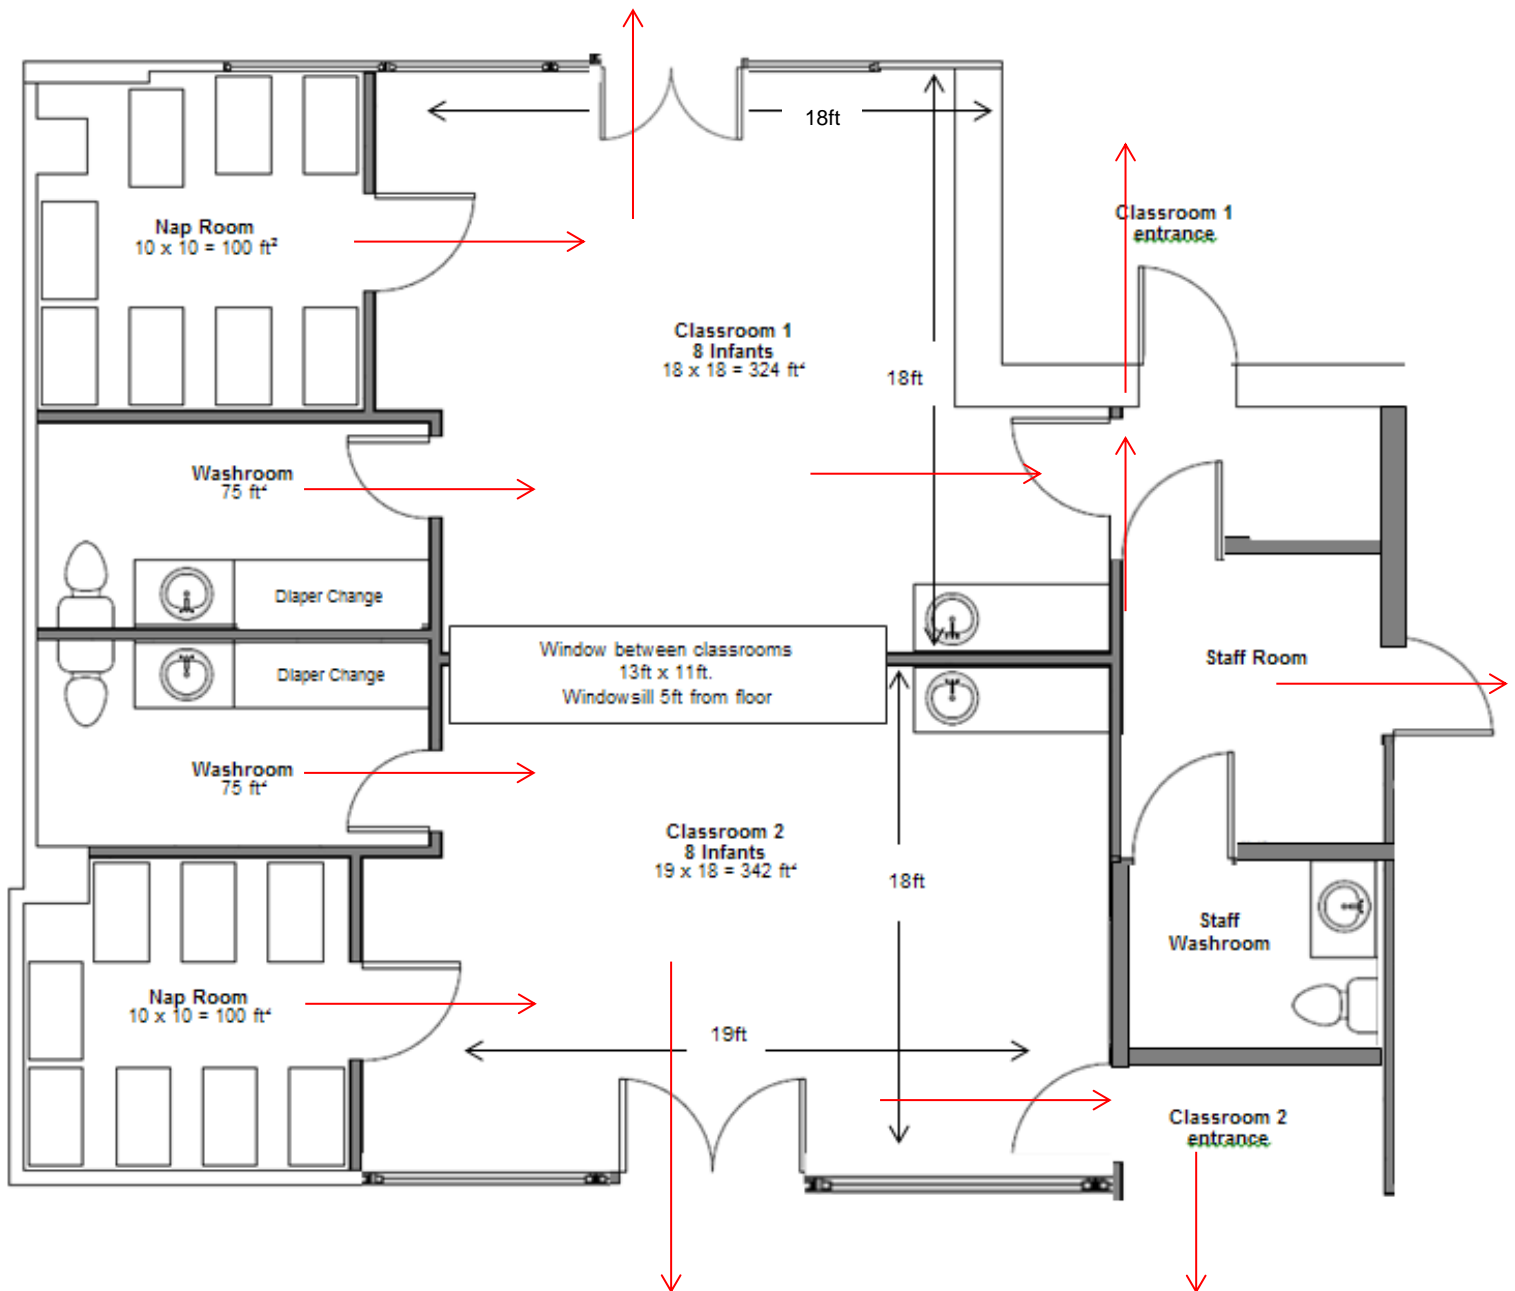 18ft
Classroom 1
entrance
Nap Room
10 x 10 = 100 ft²
Classroom 1
8 Infants
18 x 18 = 324 ft²
18ft
Washroom
75 ft²
Diaper Change
Window between classrooms
13ft x 11ft.
Windowsill 5ft from floor
Staff Room
Diaper Change
Washroom
75 ft²
Classroom 2
8 Infants
19 x 18 = 342 ft²
18ft
Staff
Washroom
Nap Room
10 x 10 = 100 ft²
19ft
Classroom 2
entrance